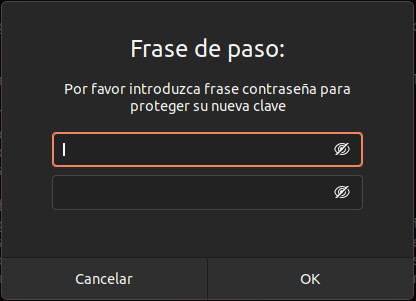 Frase de paso:
Por favor introduzca frase contraseña para
proteger su nueva clave
Cancelar
OK